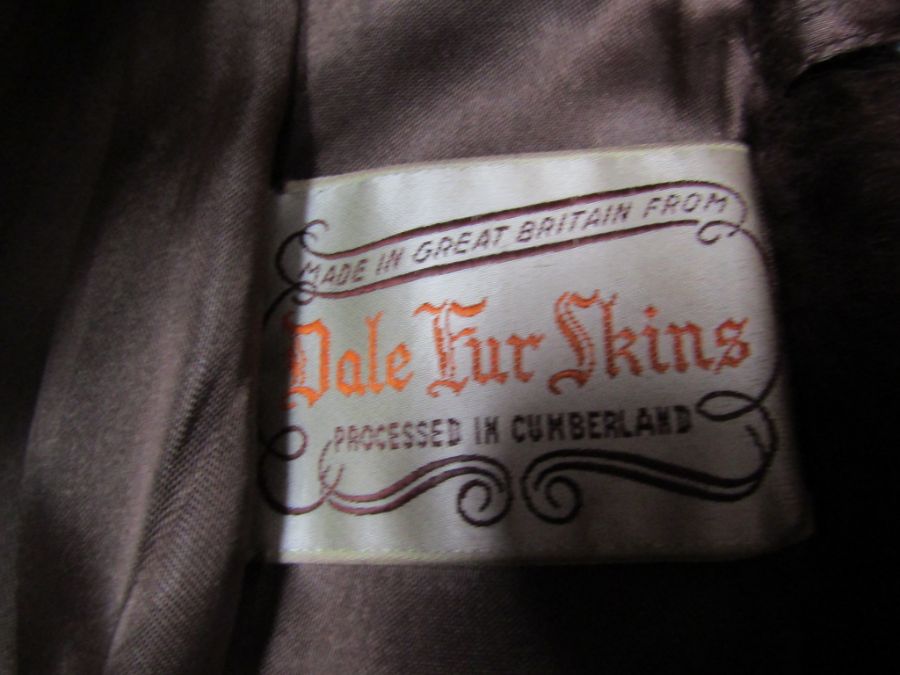 MADE IN GREAT BRITAIN FROM
Dale Fur Skins
PROCESSED IN CUMBERLAND